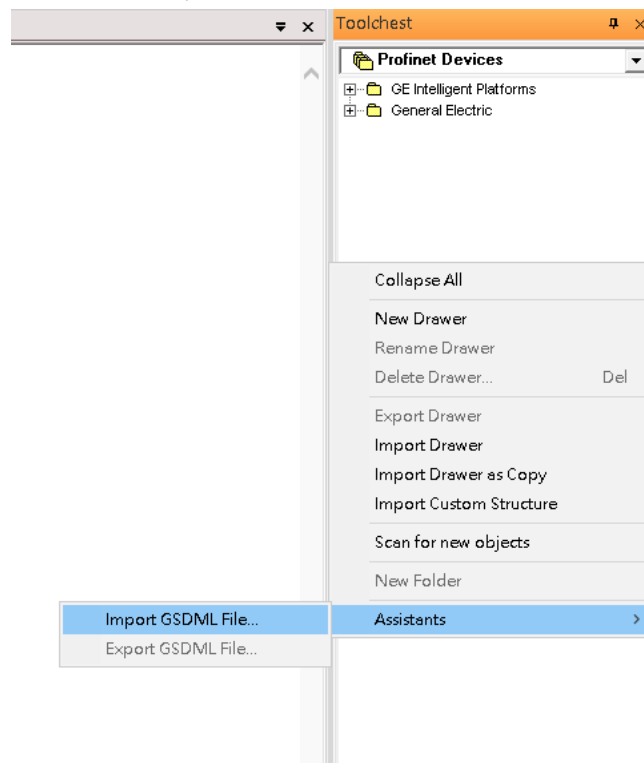 Toolchest
Profinet Devices
GE Intelligent Platforms
General Electric
Collapse All
New Drawer
Rename Drawer
Delete Drawer... Del
Export Drawer
Import Drawer
Import Drawer as Copy
Import Custom Structure
Scan for new objects
New Folder
Assistants
Import GSDML File...
Export GSDML File...